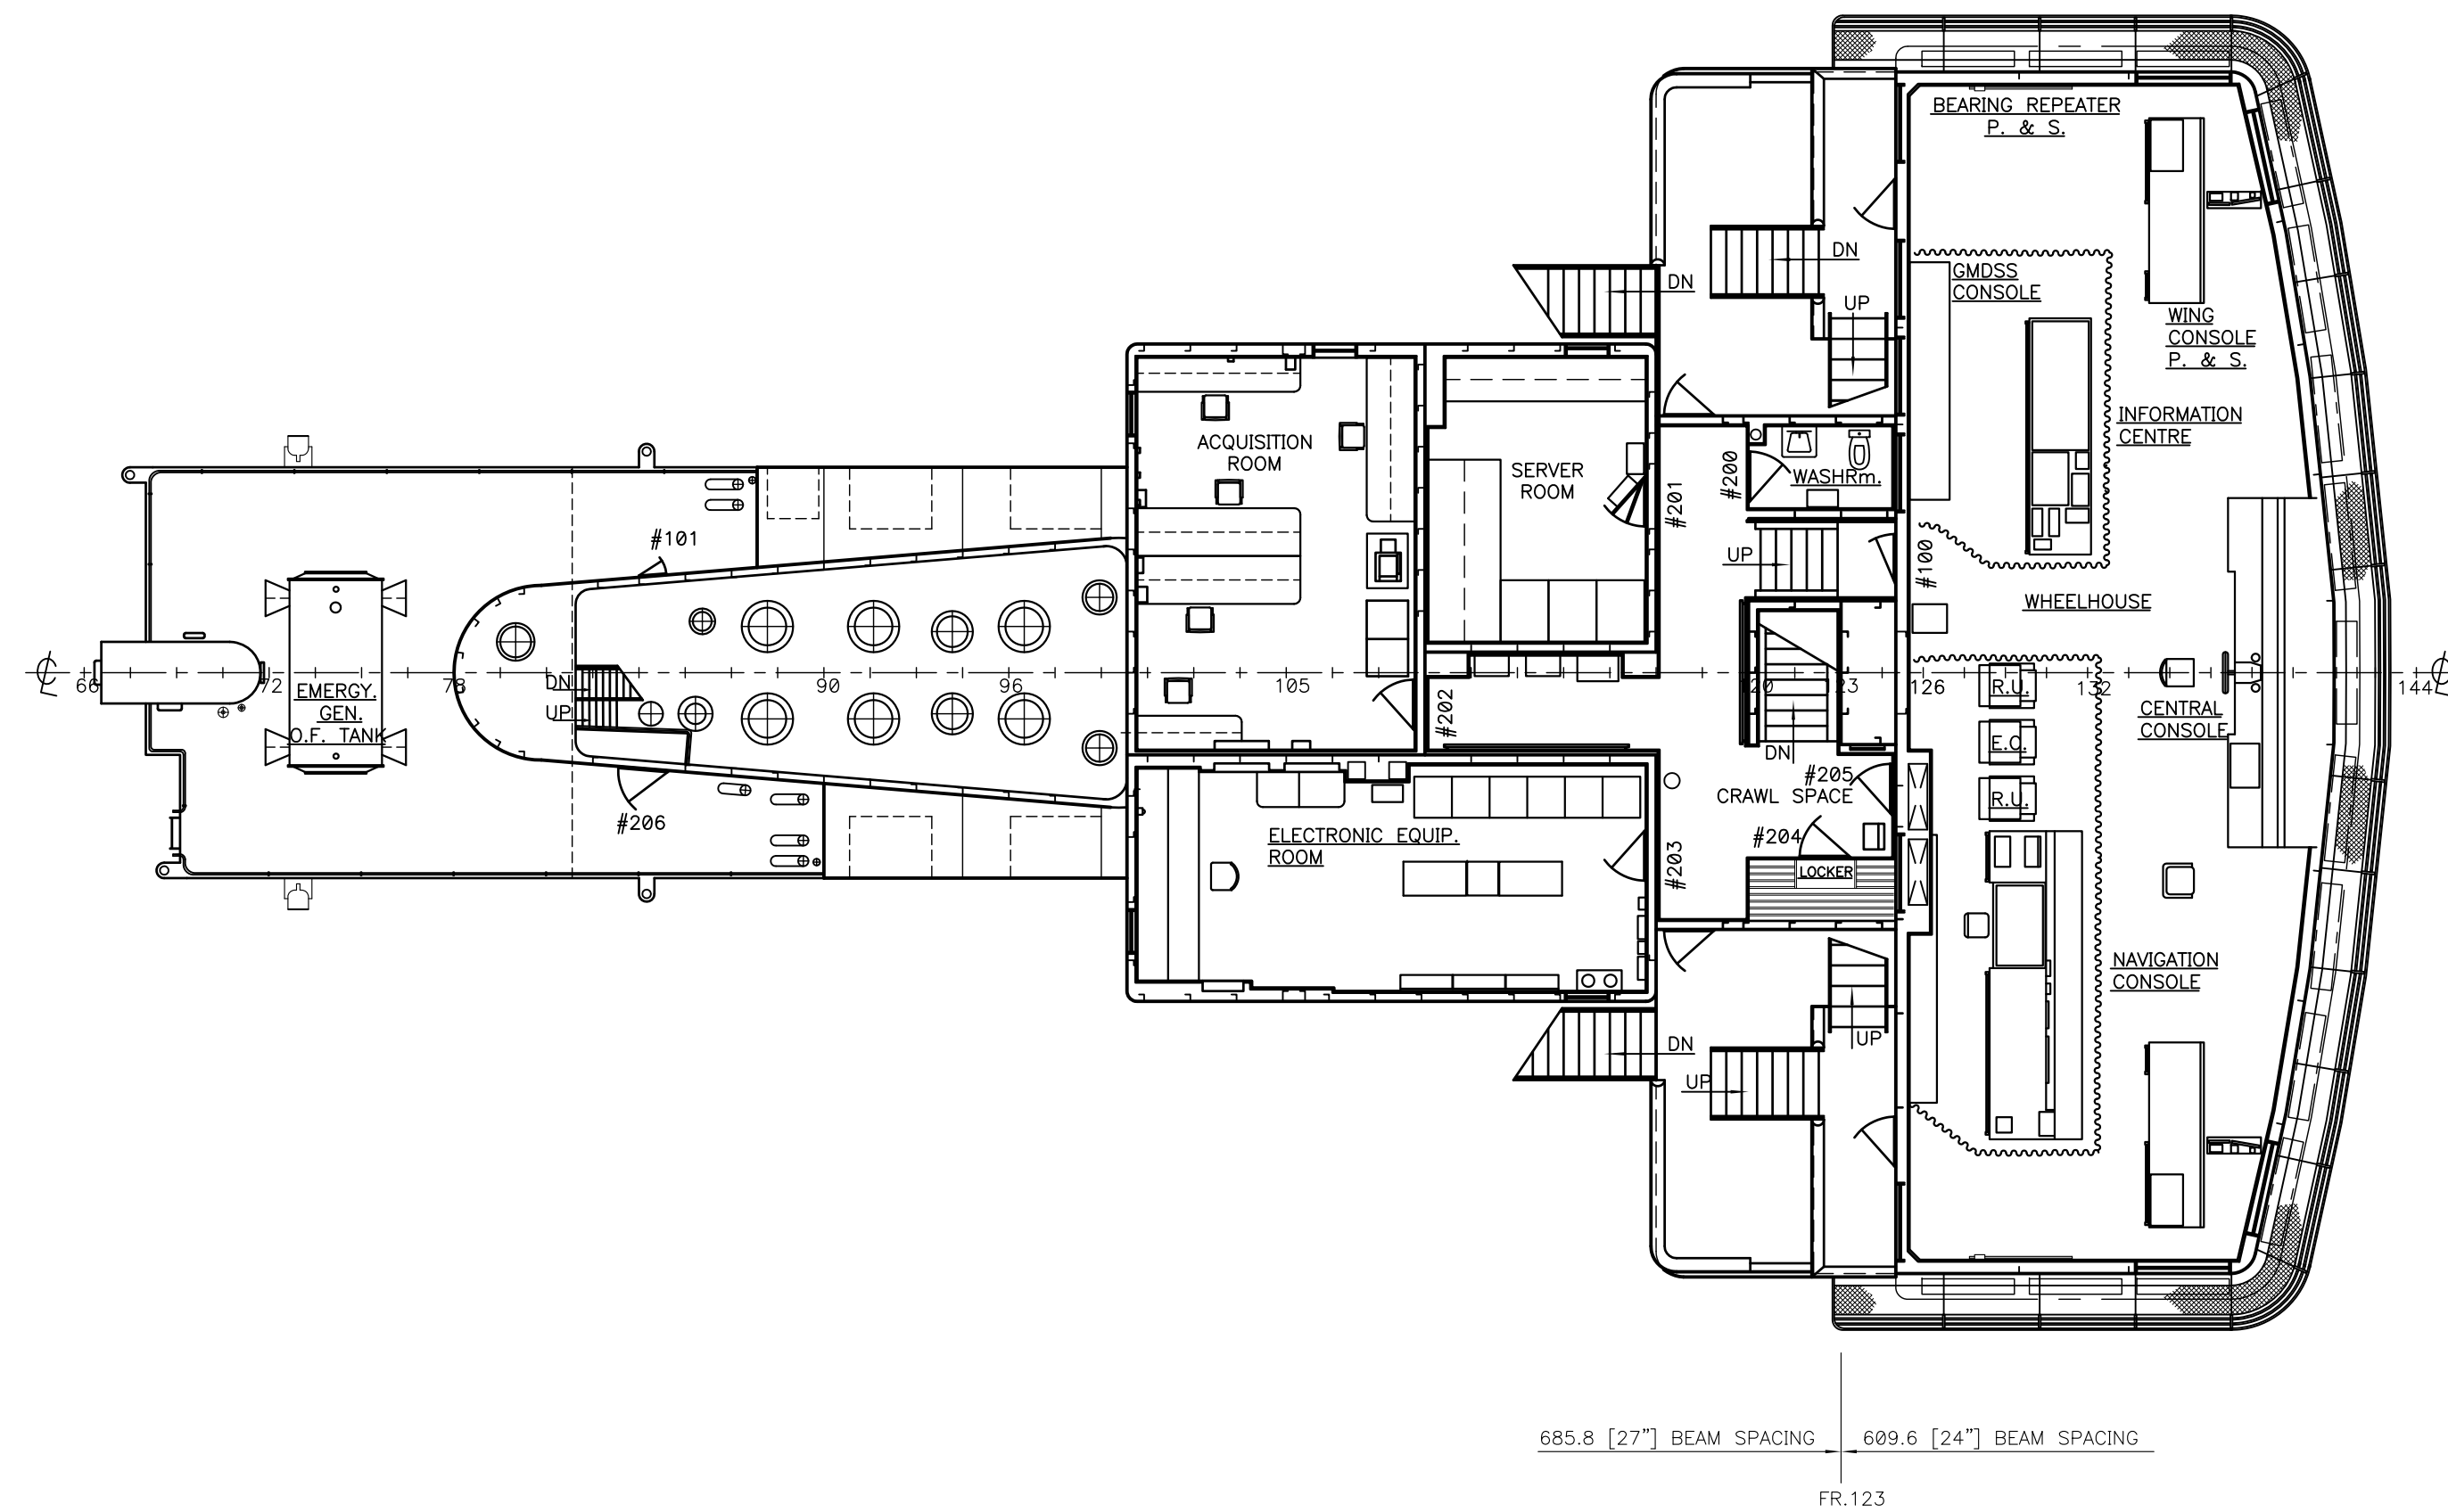 BEARING REPEATER
P. & S.
DN
DN
UP
GMDSS
CONSOLE
WING
CONSOLE
P. & S.
INFORMATION
CENTRE
ACQUISITION
ROOM
SERVER
ROOM
#201
#200
WASHRm.
#101
UP
#100
WHEELHOUSE
66
72
78
90
96
105
120
123
126
132
144
EMERGY.
GEN.
O.F. TANK
DN
UP
#202
R.U.
E.O.
R.U.
CENTRAL
CONSOLE
DN
#205
CRAWL SPACE
#206
ELECTRONIC EQUIP.
ROOM
#204
#203
LOCKER
NAVIGATION
CONSOLE
DN
UP
UP
685.8 [27"] BEAM SPACING
609.6 [24"] BEAM SPACING
FR.123